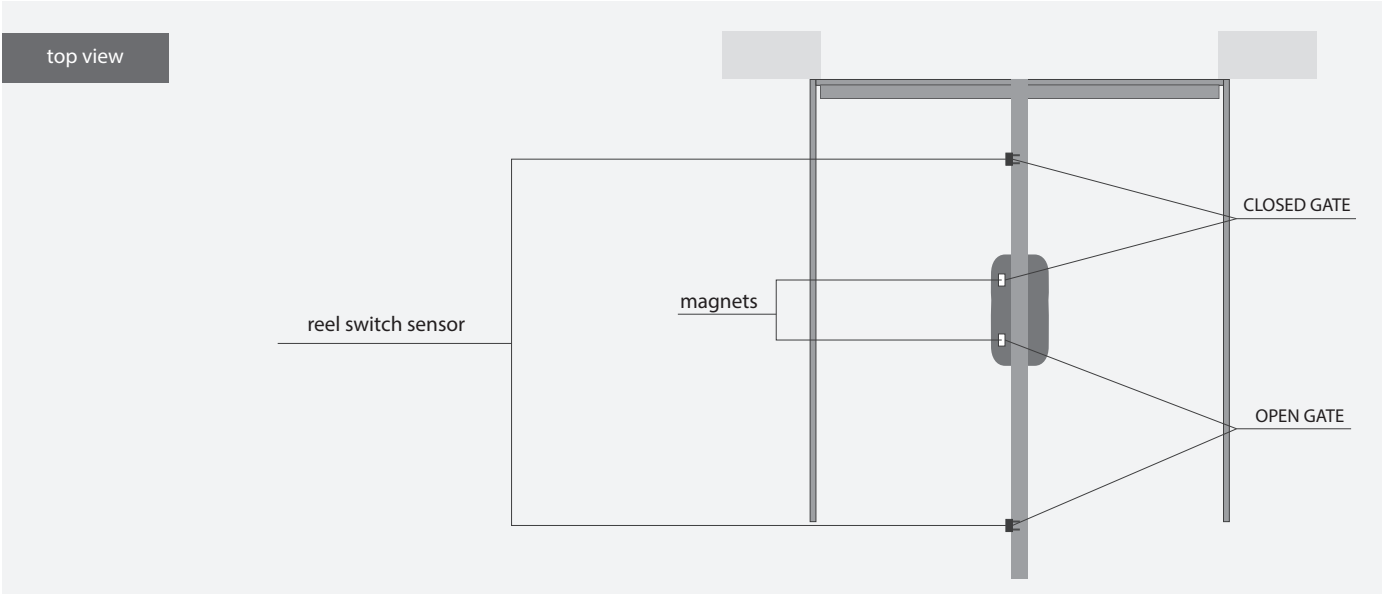 top view
CLOSED GATE
magnets
reel switch sensor
OPEN GATE